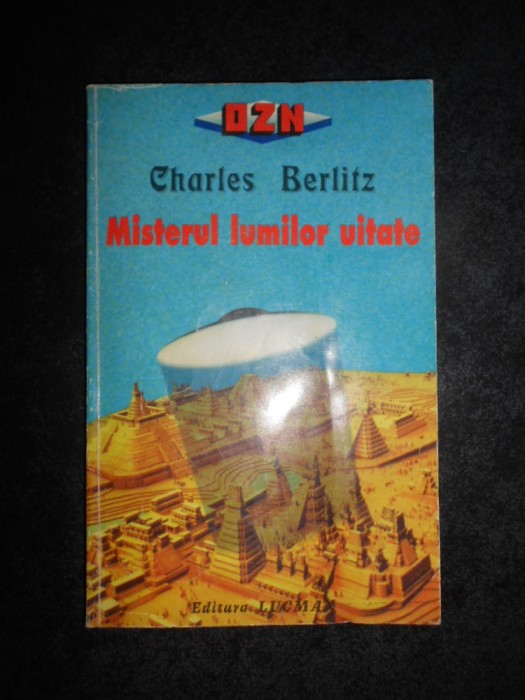 OZN
Charles Berlitz
Misterul lumilor uitate
Editura LUCMAN